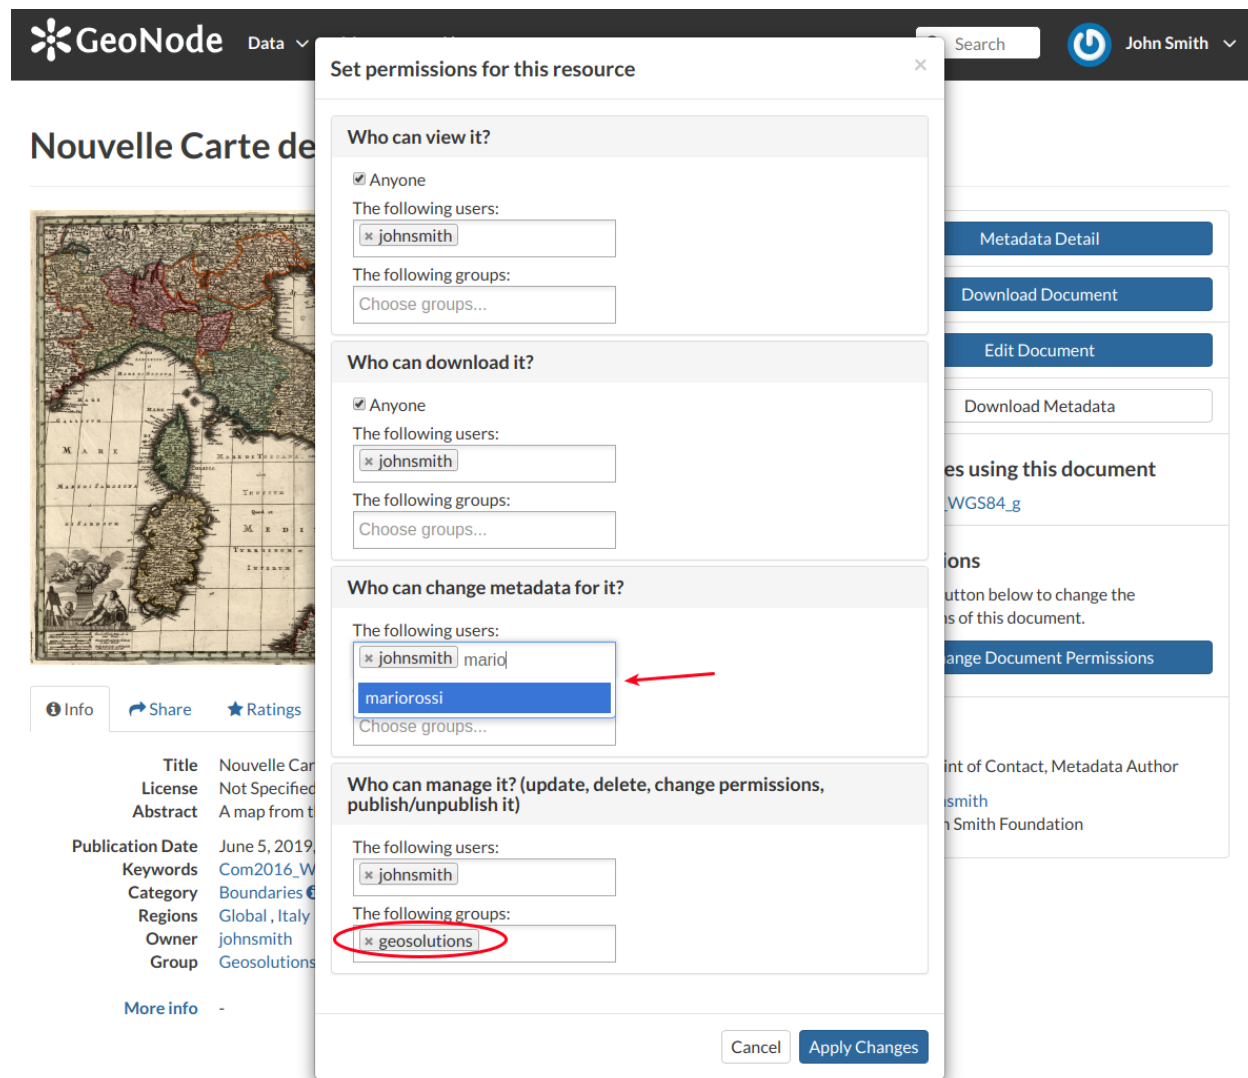 GeoNode Data Search John Smith
Set permissions for this resource ×
Nouvelle Carte de
Who can view it?
Anyone
The following users:
× johnsmith
The following groups:
Choose groups...
Who can download it?
Anyone
The following users:
× johnsmith
The following groups:
Choose groups...
Who can change metadata for it?
The following users:
× johnsmith mario
mariorossi
Choose groups...
Who can manage it? (update, delete, change permissions,
publish/unpublish it)
The following users:
× johnsmith
The following groups:
× geosolutions
Cancel Apply Changes
Metadata Detail
Download Document
Edit Document
Download Metadata
using this document
_WGS84_g
button below to change the
of this document.
Change Document Permissions
of Contact, Metadata Author
Smith Foundation
MARE
Info Share Ratings
Title Nouvelle Car
License Not Specified
Abstract A map from t
Publication Date June 5, 2019,
Keywords Com2016_W
Category Boundaries
Regions Global , Italy
Owner johnsmith
Group Geosolutions
More info -